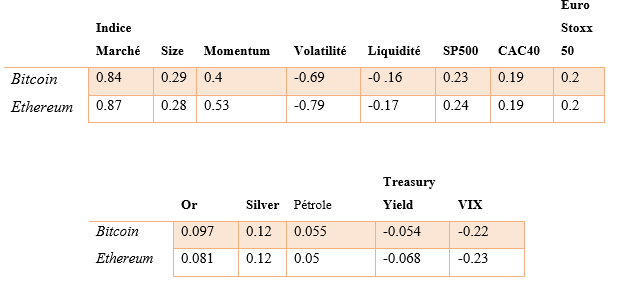 Indice Marché Size Momentum Volatilité Liquidité SP500 CAC40 Euro Stoxx 50
Bitcoin 0.84 0.29 0.4 -0.69 -0 .16 0.23 0.19 0.2
Ethereum 0.87 0.28 0.53 -0.79 -0.17 0.24 0.19 0.2
Or Silver Pétrole Treasury Yield VIX
Bitcoin 0.097 0.12 0.055 -0.054 -0.22
Ethereum 0.081 0.12 0.05 -0.068 -0.23